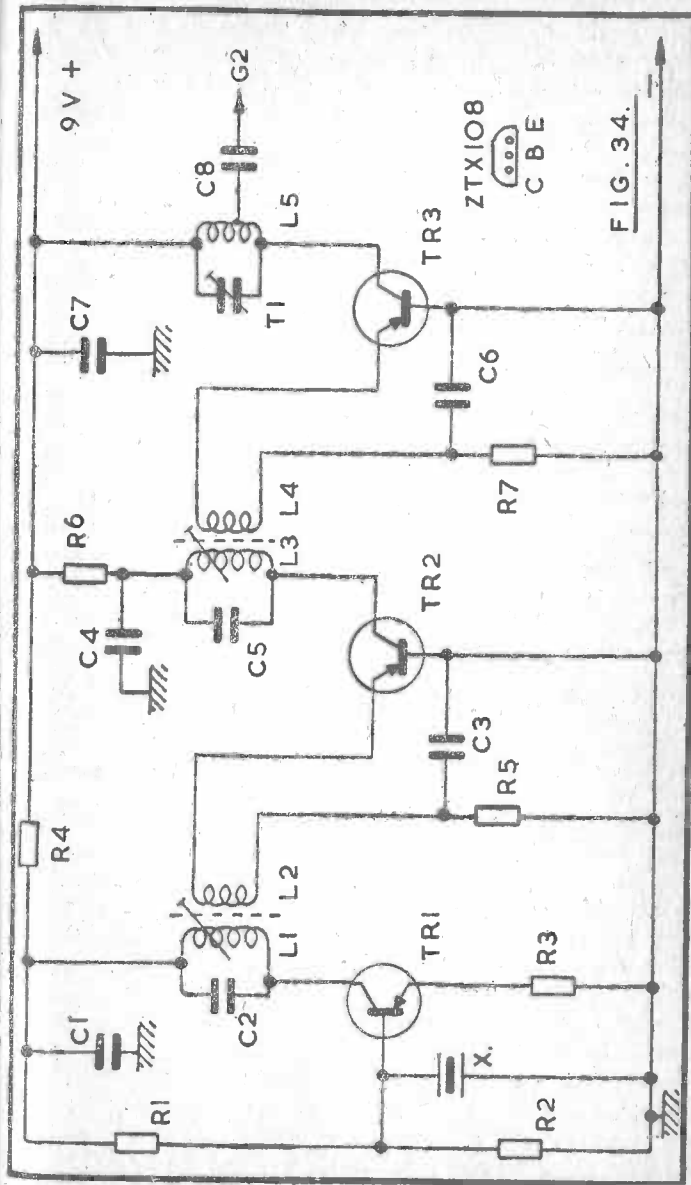 R4
R6
9V +
C1
C4
C7
R1
C8
G2
C2
L1
L2
C5
L3
L4
T1
L5
TR1
TR2
TR3
X.
C3
C6
ZTX108
C B E
R2
R3
R5
R7
FIG. 34.
–